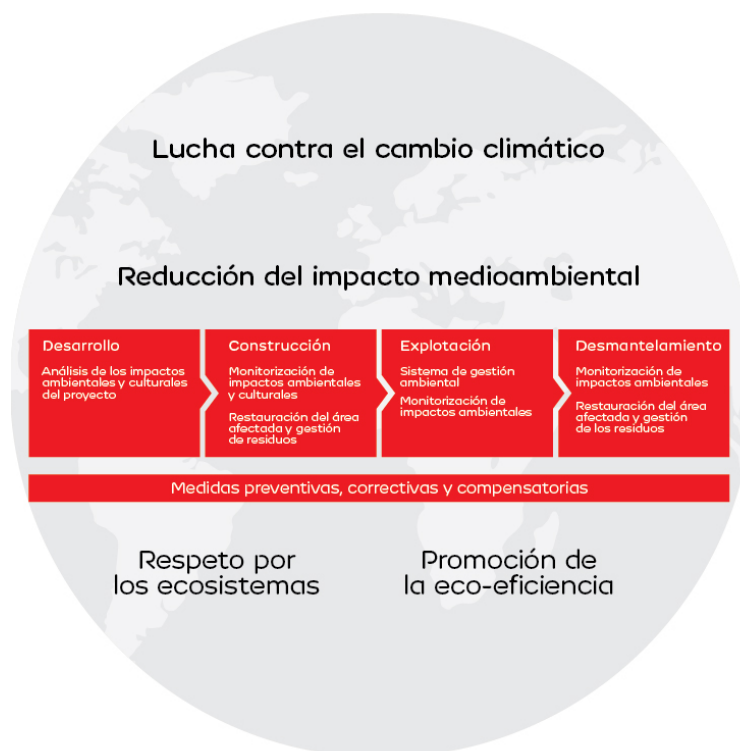 Lucha contra el cambio climático
Reducción del impacto medioambiental
Desarrollo
Análisis de los impactos
ambientales y culturales
del proyecto
Construcción
Monitorización de
impactos ambientales
y culturales
Restauración del área
afectada y gestión
de residuos
Explotación
Sistema de gestión
ambiental
Monitorización de
impactos ambientales
Desmantelamiento
Monitorización de
impactos ambientales
Restauración del área
afectada y gestión
de los residuos
Medidas preventivas, correctivas y compensatorias
Respeto por
los ecosistemas
Promoción de
la eco-eficiencia